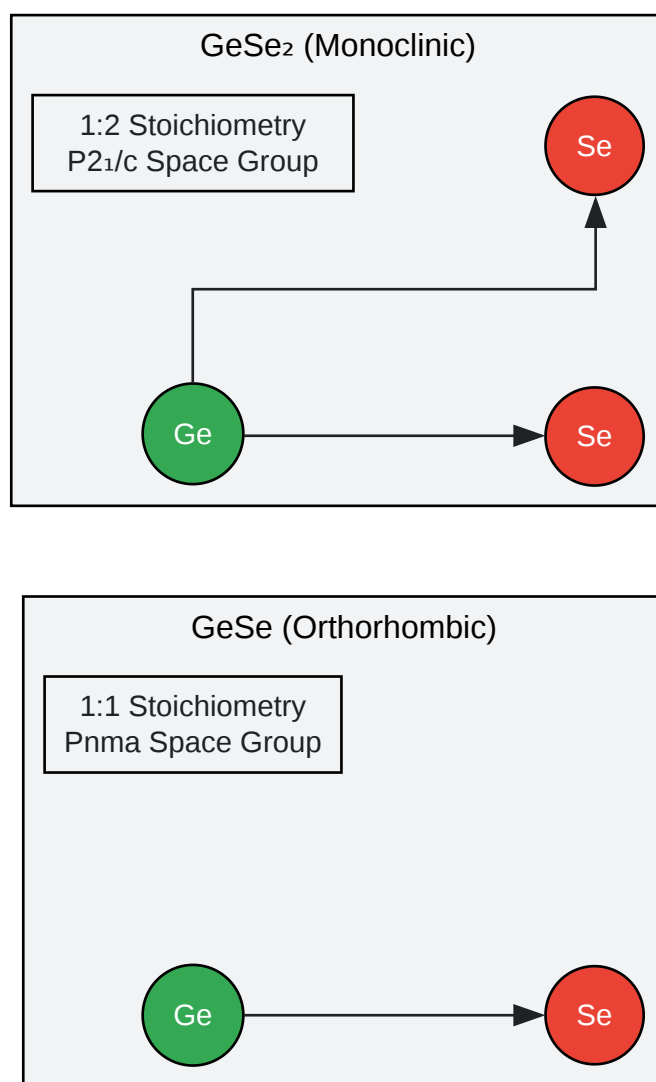 GeSe₂ (Monoclinic)
1:2 Stoichiometry
P2₁/c Space Group
Se
Ge
Se
GeSe (Orthorhombic)
1:1 Stoichiometry
Pnma Space Group
Ge
Se